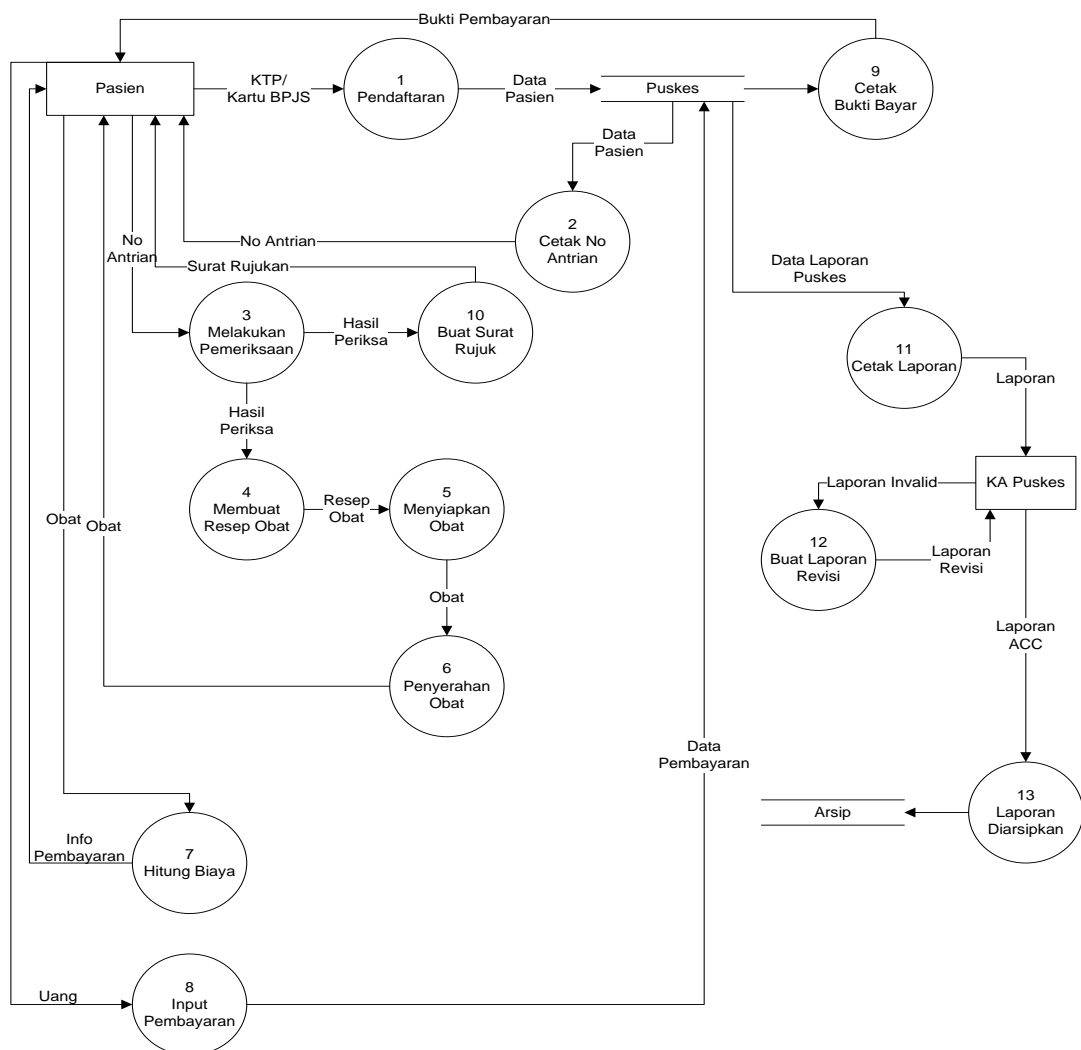 Bukti Pembayaran
Pasien
KTP/
Kartu BPJS
1
Pendaftaran
Data
Pasien
Puskes
9
Cetak
Bukti Bayar
Data
Pasien
2
Cetak No
Antrian
No Antrian
No
Antrian
Surat Rujukan
Data Laporan
Puskes
3
Melakukan
Pemeriksaan
Hasil
Periksa
10
Buat Surat
Rujuk
11
Cetak Laporan
Laporan
Hasil
Periksa
4
Membuat
Resep Obat
Resep
Obat
5
Menyiapkan
Obat
Laporan Invalid
KA Puskes
Obat
Obat
12
Buat Laporan
Revisi
Laporan
Revisi
Obat
Laporan
ACC
6
Penyerahan
Obat
Data
Pembayaran
Arsip
13
Laporan
Diarsipkan
Info
Pembayaran
7
Hitung Biaya
Uang
8
Input
Pembayaran